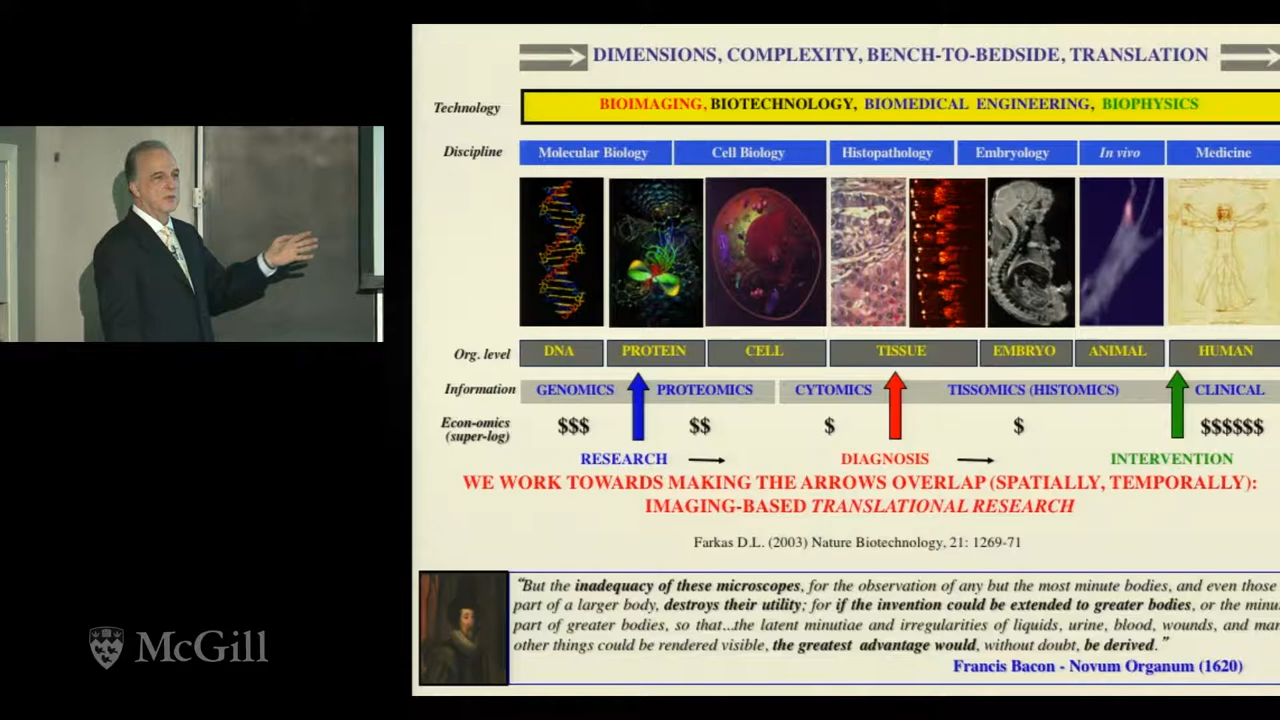 DIMENSIONS, COMPLEXITY, BENCH-TO-BEDSIDE, TRANSLATION
Technology
BIOIMAGING, BIOTECHNOLOGY, BIOMEDICAL ENGINEERING, BIOPHYSICS
Discipline
Molecular Biology Cell Biology Histopathology Embryology In vivo Medicine
Org. level
DNA PROTEIN CELL TISSUE EMBRYO ANIMAL HUMAN
Information
GENOMICS PROTEOMICS CYTOMICS TISSOMICS (HISTOMICS) CLINICAL
Econ-omics
(super-log)
$$$ $$ $ $ $$$$$$
RESEARCH DIAGNOSIS INTERVENTION
WE WORK TOWARDS MAKING THE ARROWS OVERLAP (SPATIALLY, TEMPORALLY):
IMAGING-BASED TRANSLATIONAL RESEARCH
Farkas D.L. (2003) Nature Biotechnology, 21: 1269-71
“But the inadequacy of these microscopes, for the observation of any but the most minute bodies, and even those
part of a larger body, destroys their utility; for if the invention could be extended to greater bodies, or the
part of greater bodies, so that...the latent minutiae and irregularities of liquids, urine, blood, wounds, and
other things could be rendered visible, the greatest advantage would, without doubt, be derived.”
Francis Bacon - Novum Organum (1620)
McGill